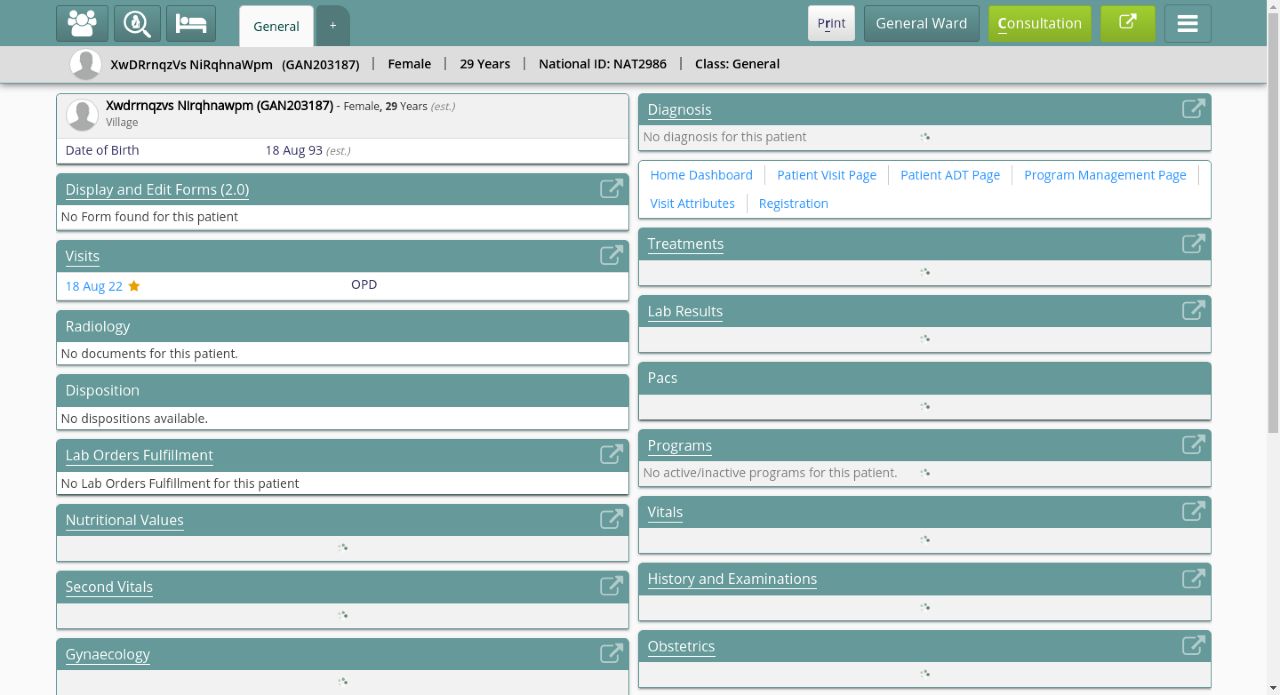 General
+
Print
General Ward
Consultation
XwDRrnqzVs NiRqhnaWpm (GAN203187) | Female | 29 Years | National ID: NAT2986 | Class: General
Xwdrrnqzvs Nirqhnawpm (GAN203187) - Female, 29 Years (est.)
Village
Date of Birth 18 Aug 93 (est.)
Display and Edit Forms (2.0)
No Form found for this patient
Visits
18 Aug 22 OPD
Radiology
No documents for this patient.
Disposition
No dispositions available.
Lab Orders Fulfillment
No Lab Orders Fulfillment for this patient
Nutritional Values
Second Vitals
Gynaecology
Diagnosis
No diagnosis for this patient
Home Dashboard | Patient Visit Page | Patient ADT Page | Program Management Page |
Visit Attributes | Registration
Treatments
Lab Results
Pacs
Programs
No active/inactive programs for this patient.
Vitals
History and Examinations
Obstetrics